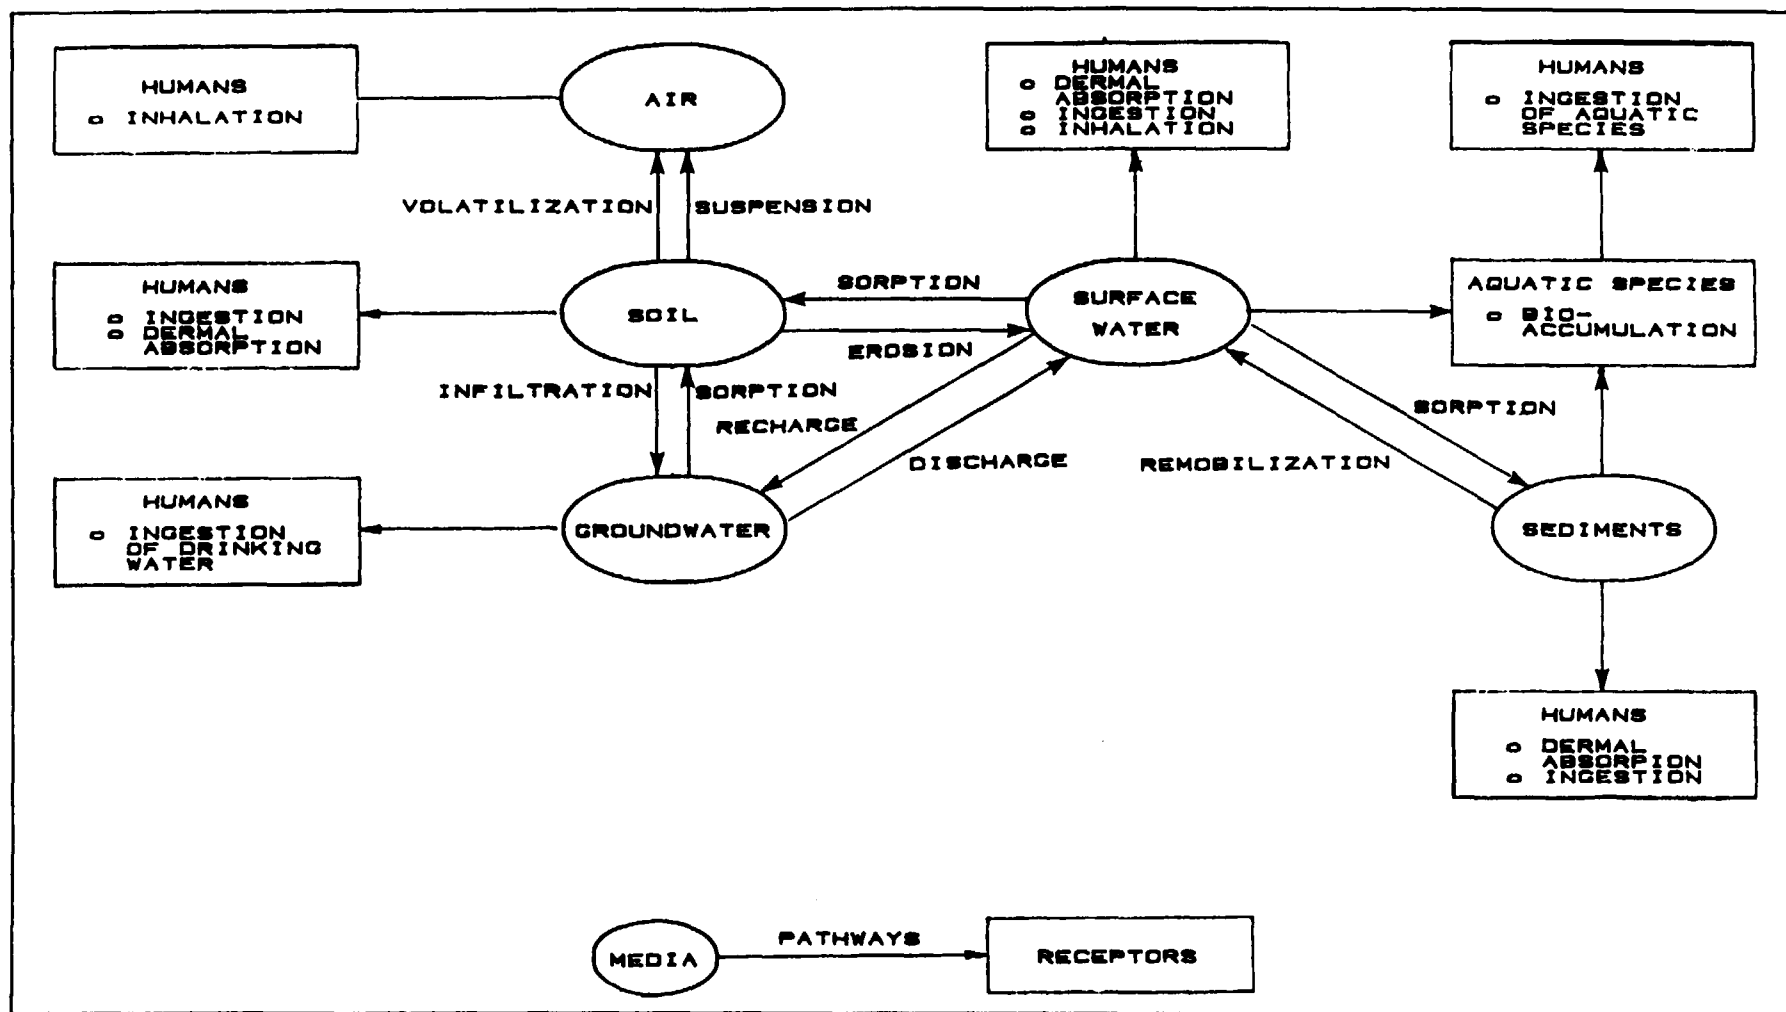 HUMANS
o INHALATION
AIR
HUMANS
o DERMAL
ABSORPTION
o INGESTION
o INHALATION
HUMANS
o INGESTION
OF AQUATIC
SPECIES
VOLATILIZATION
SUSPENSION
HUMANS
o INGESTION
o DERMAL
ABSORPTION
SOIL
SORPTION
EROSION
SURFACE
WATER
AQUATIC SPECIES
o BIO-
ACCUMULATION
INFILTRATION
SORPTION
RECHARGE
DISCHARGE
REMOBILIZATION
SORPTION
HUMANS
o INGESTION
OF DRINKING
WATER
GROUNDWATER
SEDIMENTS
HUMANS
o DERMAL
ABSORPION
o INGESTION
MEDIA
PATHWAYS
RECEPTORS